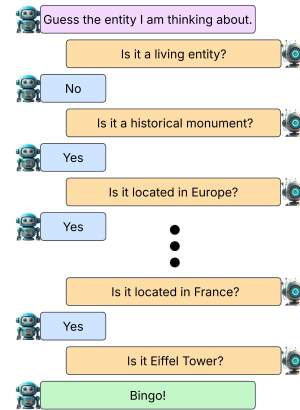 Guess the entity I am thinking about.
Is it a living entity?
No
Is it a historical monument?
Yes
Is it located in Europe?
Yes
Is it located in France?
Yes
Is it Eiffel Tower?
Bingo!